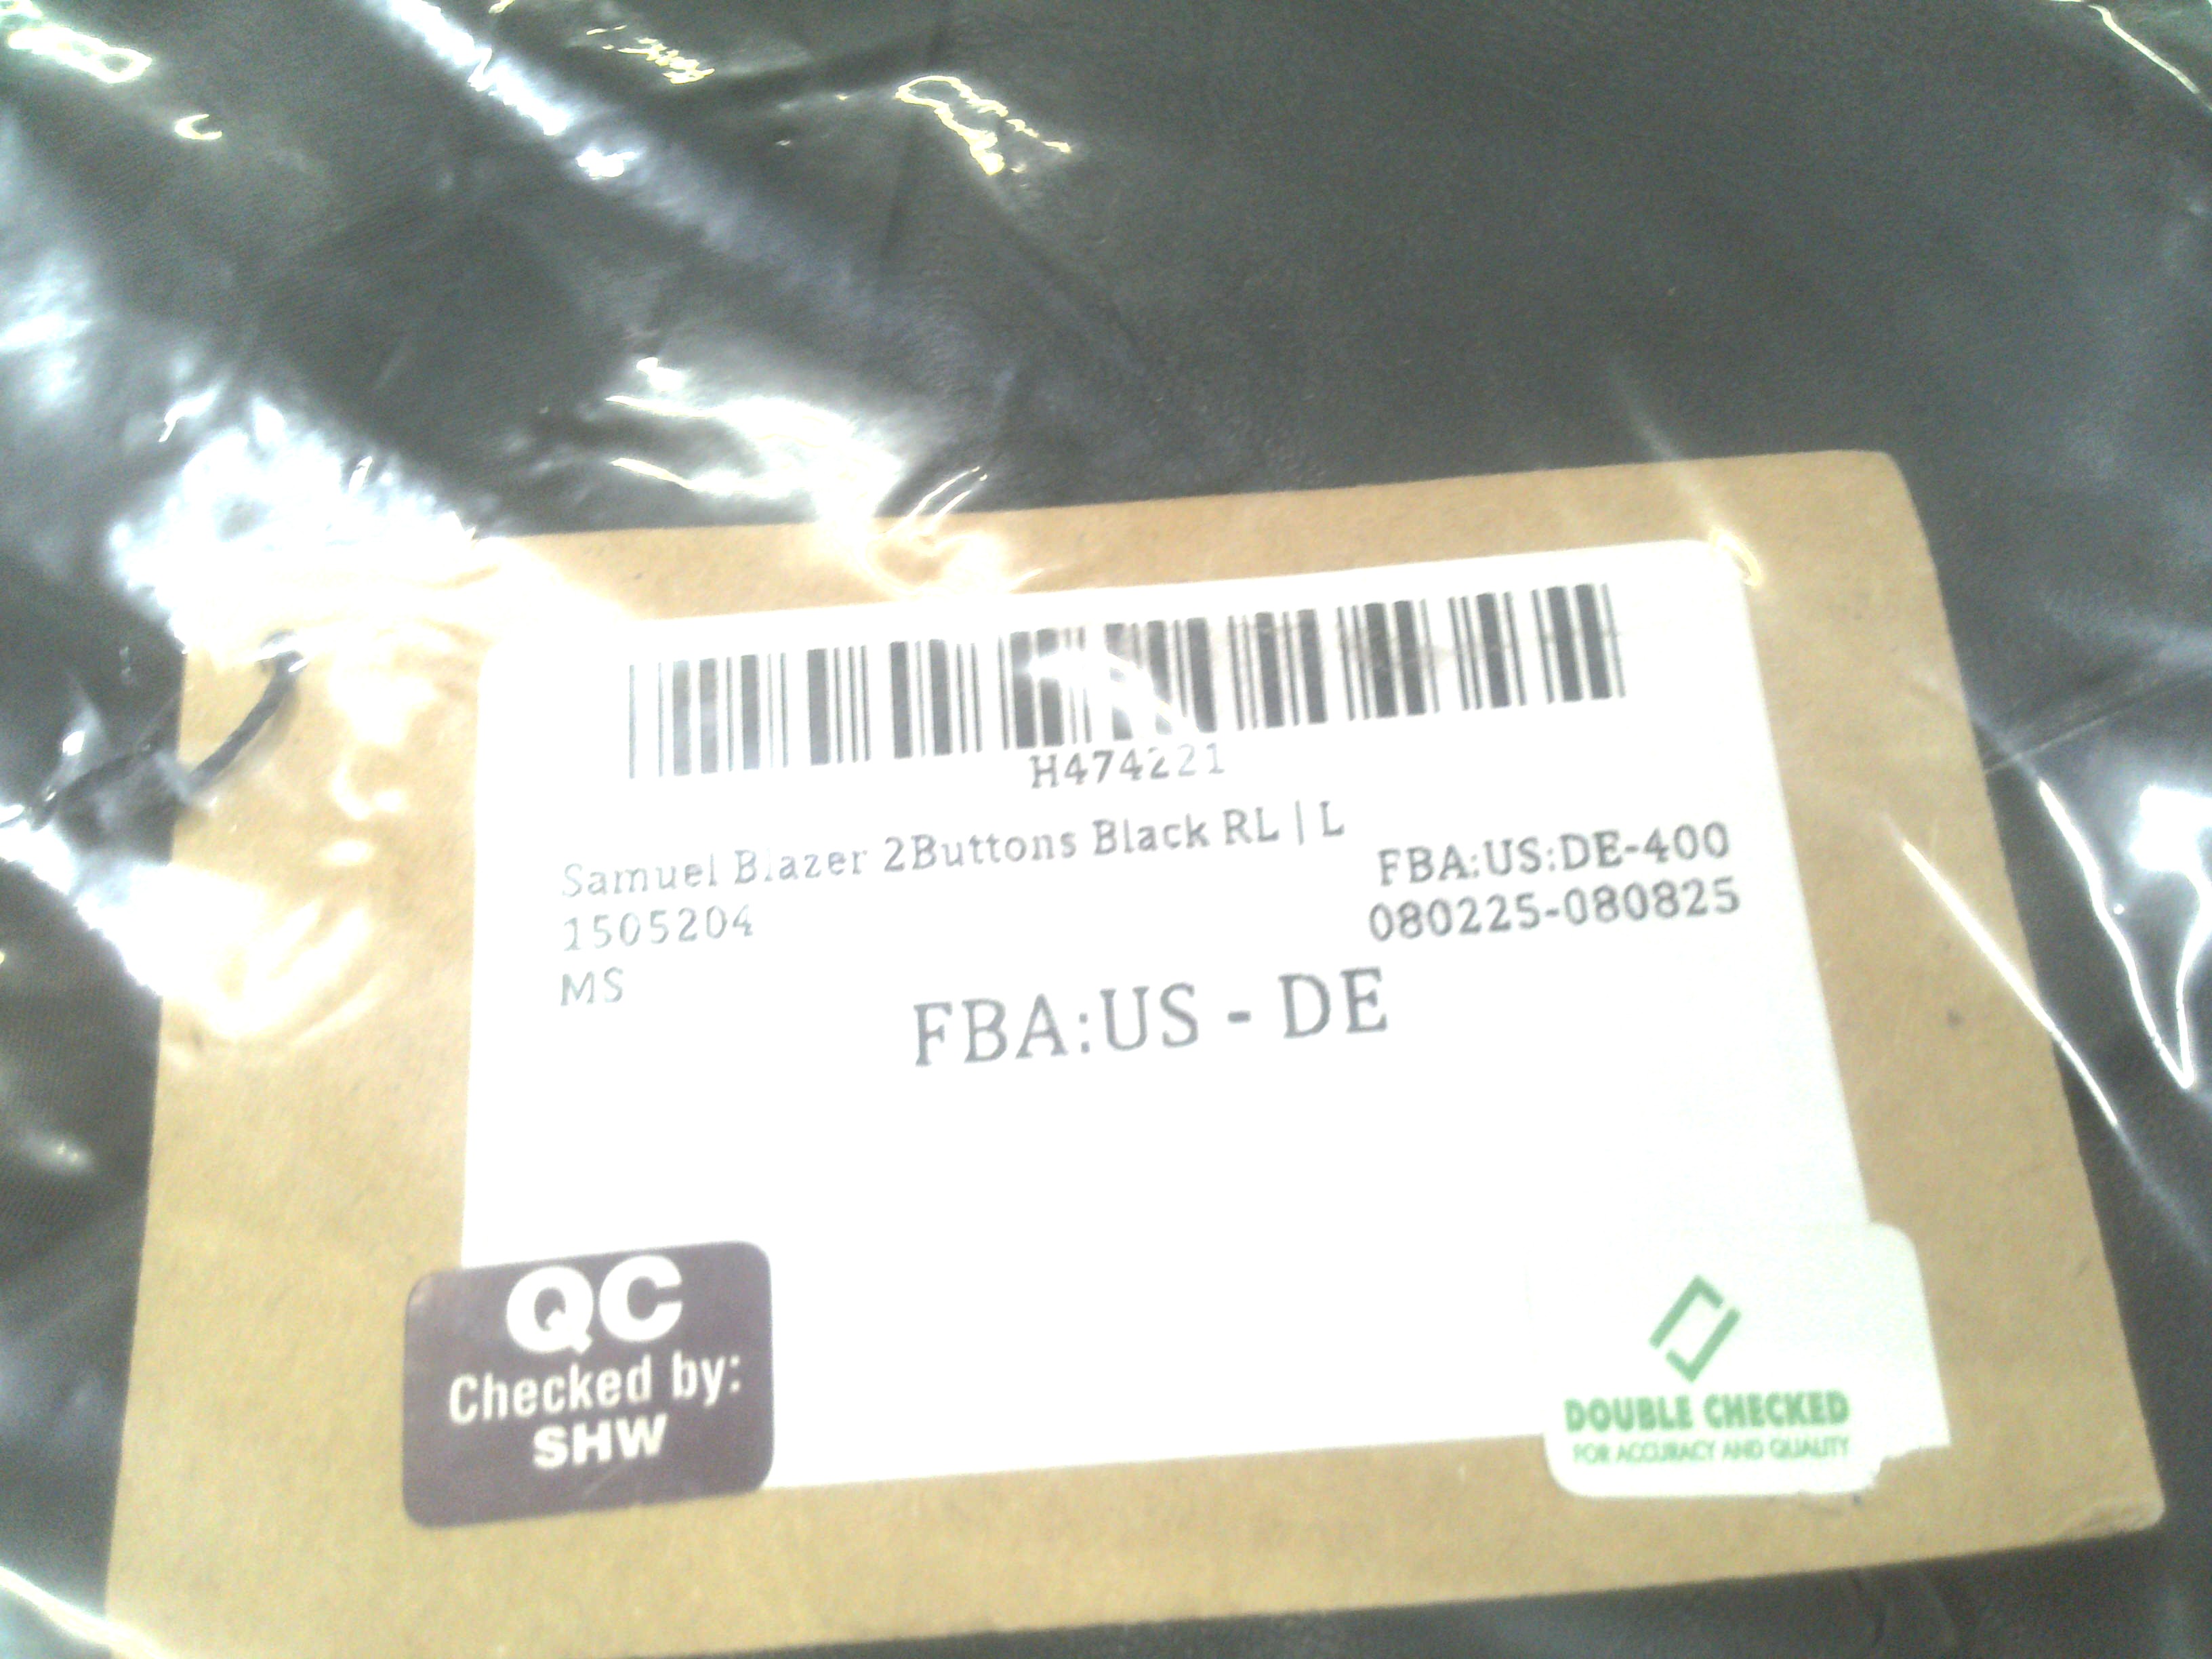 H474221
Samuel Blazer 2Buttons Black RL | L
1505204
MS
FBA:US:DE-400
080225-080825
FBA:US - DE
QC
Checked by:
SHW
DOUBLE CHECKED
FOR ACCURACY AND QUALITY